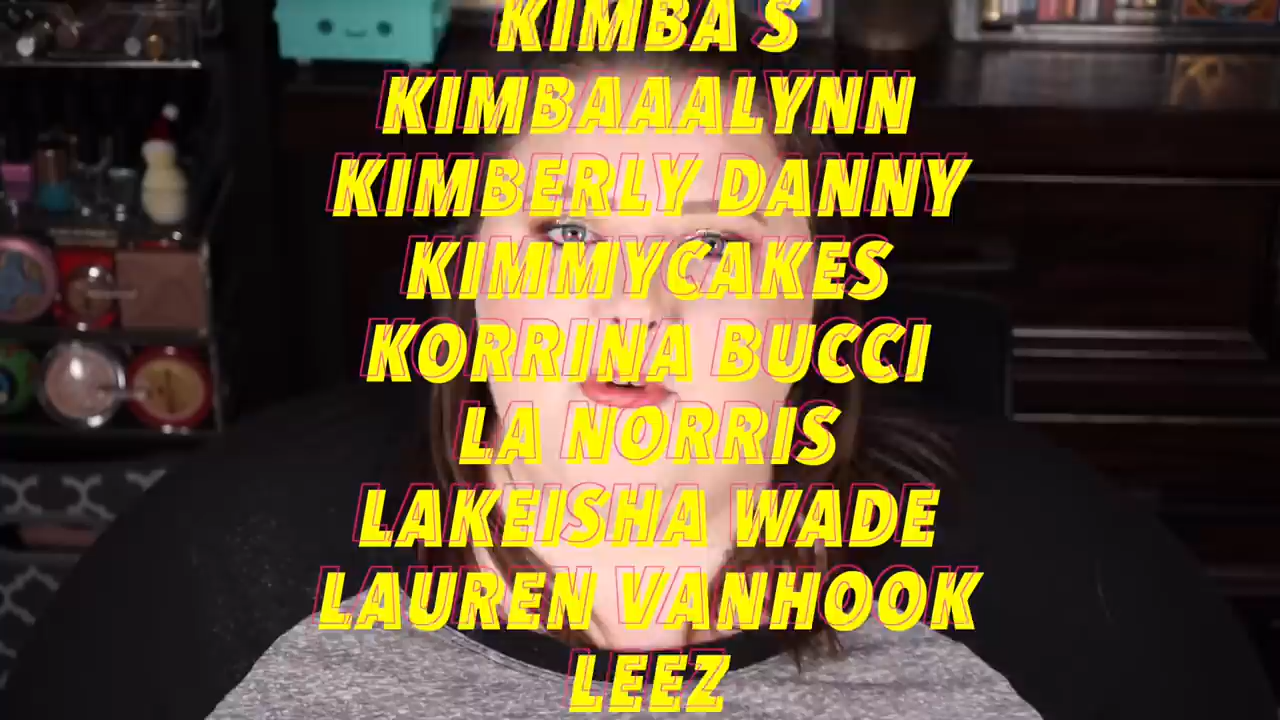 KIMBA S
KIMBAAALYNN
KIMBERLY DANNY
KIMMYCAKES
KORRINA BUCCI
LA NORRIS
LAKEISHA WADE
LAUREN VANHOOK
LEEZ